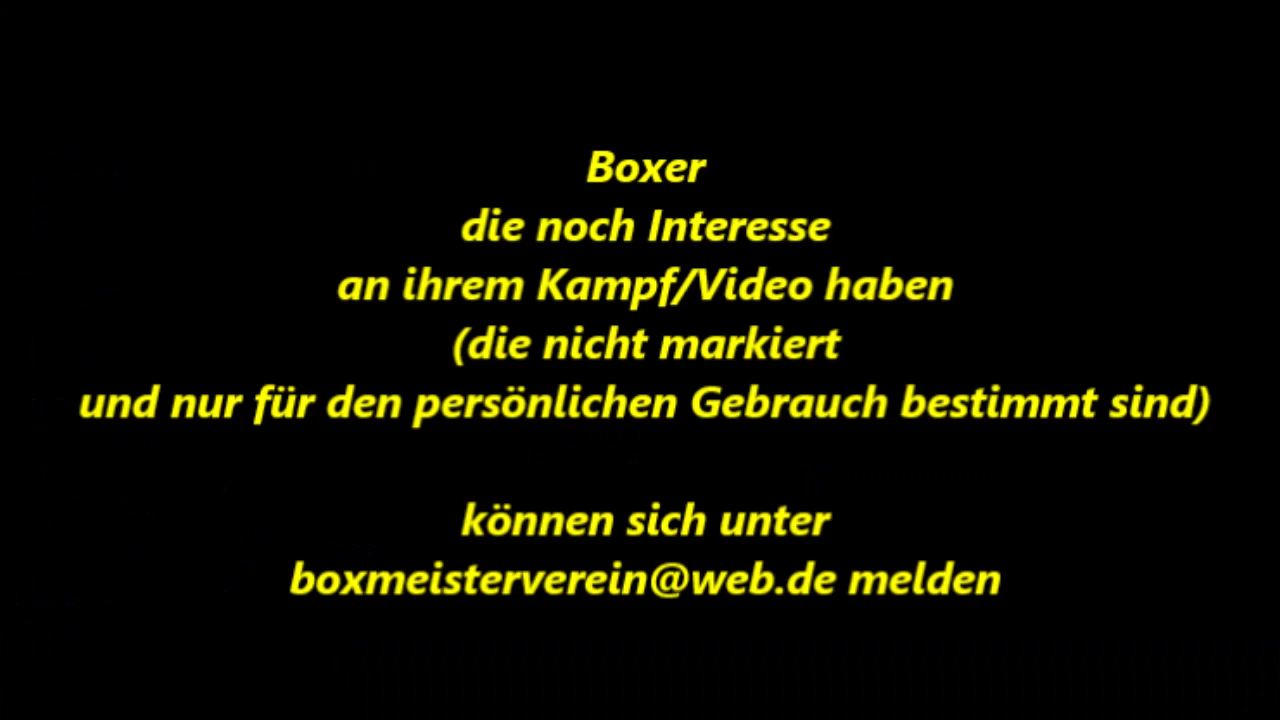 Boxer
die noch Interesse
an ihrem Kampf/Video haben
(die nicht markiert
und nur für den persönlichen Gebrauch bestimmt sind)
können sich unter
boxmeisterverein@web.de melden